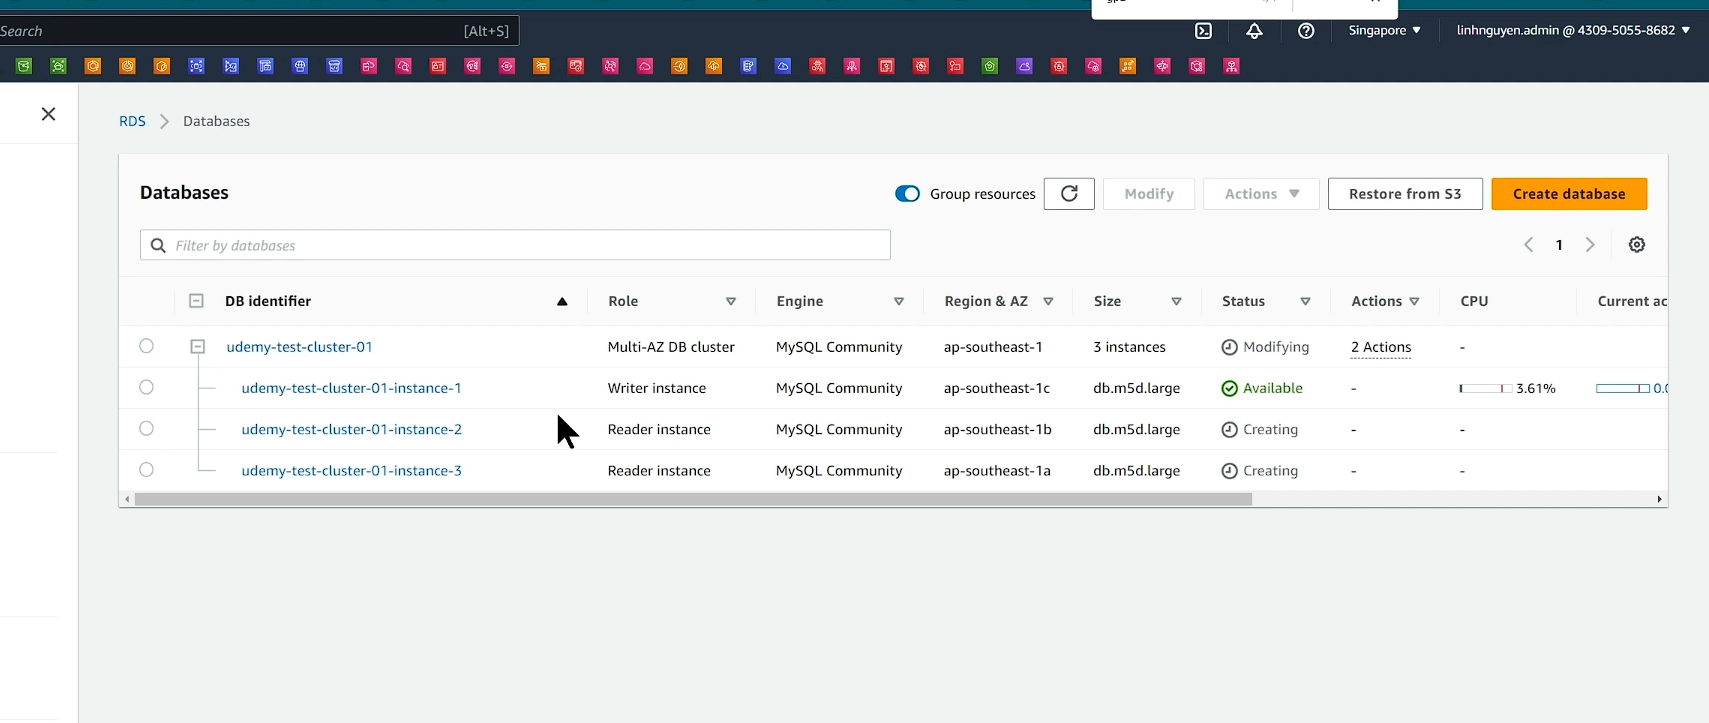 Search [Alt+S] Singapore ▼ linhnguyen.admin @ 4309-5055-8682 ▼
RDS > Databases
Databases Group resources Modify Actions ▼ Restore from S3 Create database
Filter by databases 1
DB identifier Role Engine Region & AZ Size Status Actions CPU Current ac
udemy-test-cluster-01 Multi-AZ DB cluster MySQL Community ap-southeast-1 3 instances Modifying 2 Actions -
udemy-test-cluster-01-instance-1 Writer instance MySQL Community ap-southeast-1c db.m5d.large Available - 3.61% 0.0
udemy-test-cluster-01-instance-2 Reader instance MySQL Community ap-southeast-1b db.m5d.large Creating - -
udemy-test-cluster-01-instance-3 Reader instance MySQL Community ap-southeast-1a db.m5d.large Creating - -